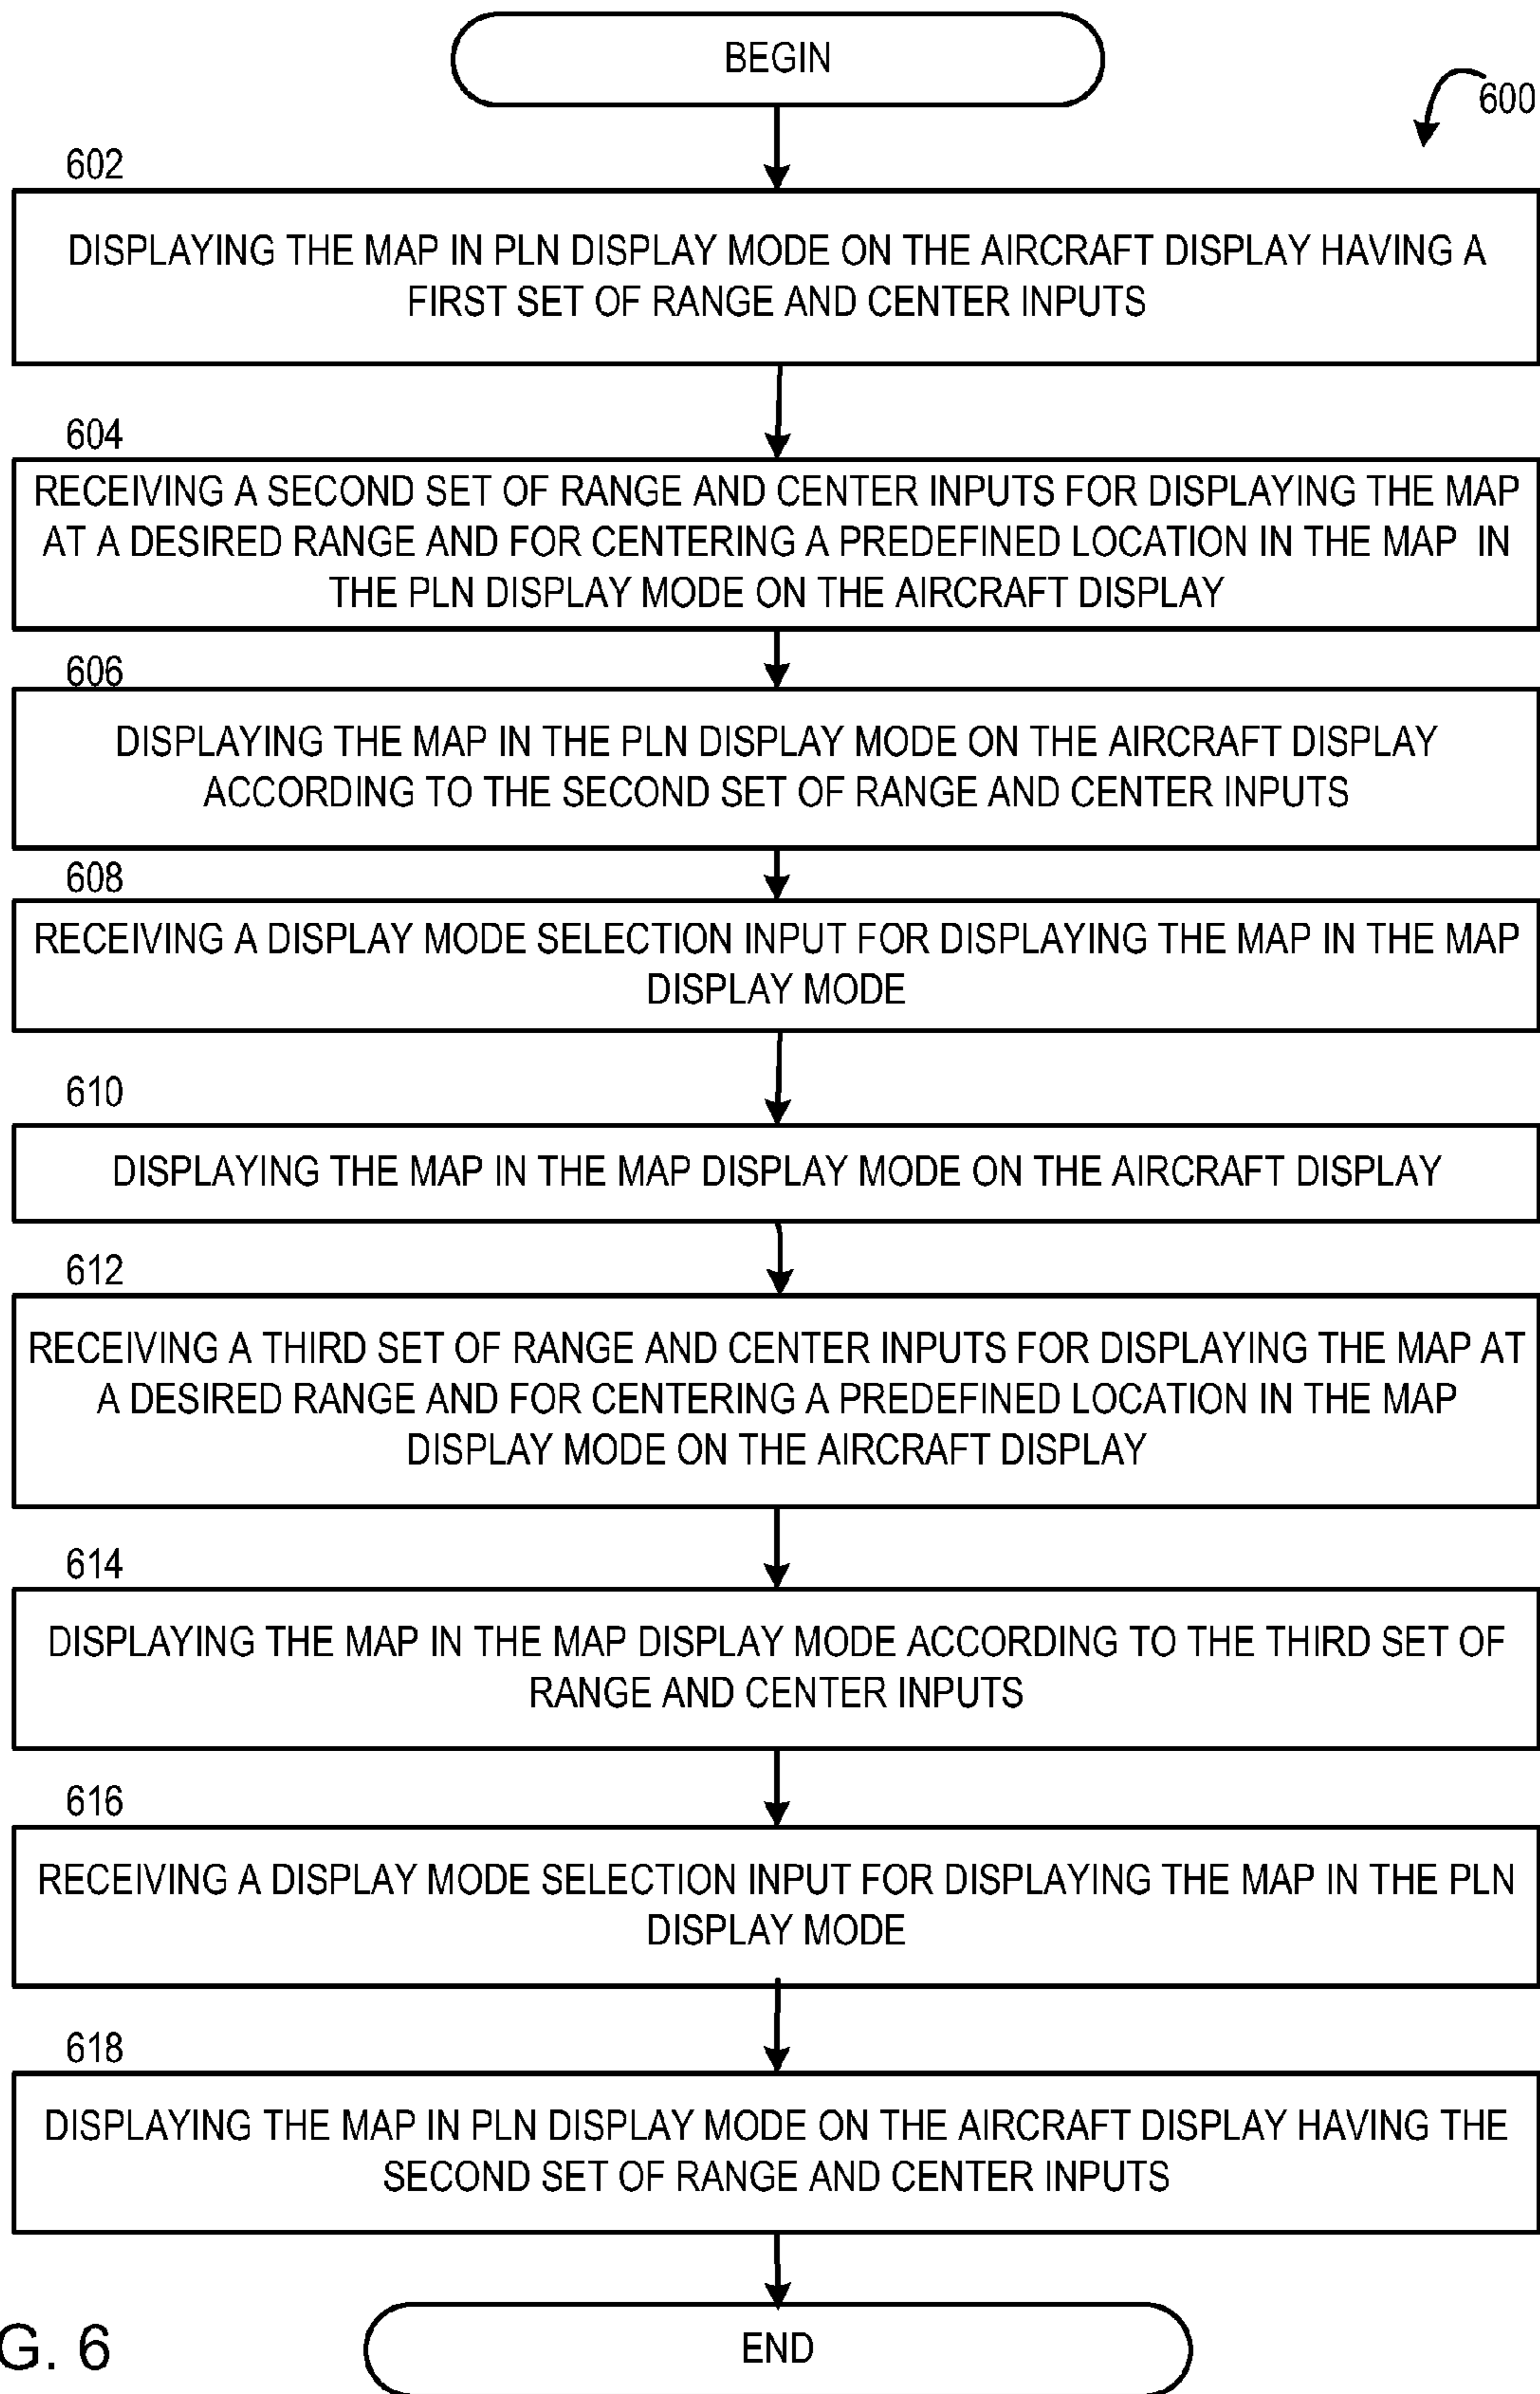 BEGIN
600
602
DISPLAYING THE MAP IN PLN DISPLAY MODE ON THE AIRCRAFT DISPLAY HAVING A
FIRST SET OF RANGE AND CENTER INPUTS
604
RECEIVING A SECOND SET OF RANGE AND CENTER INPUTS FOR DISPLAYING THE MAP
AT A DESIRED RANGE AND FOR CENTERING A PREDEFINED LOCATION IN THE MAP IN
THE PLN DISPLAY MODE ON THE AIRCRAFT DISPLAY
606
DISPLAYING THE MAP IN THE PLN DISPLAY MODE ON THE AIRCRAFT DISPLAY
ACCORDING TO THE SECOND SET OF RANGE AND CENTER INPUTS
608
RECEIVING A DISPLAY MODE SELECTION INPUT FOR DISPLAYING THE MAP IN THE MAP
DISPLAY MODE
610
DISPLAYING THE MAP IN THE MAP DISPLAY MODE ON THE AIRCRAFT DISPLAY
612
RECEIVING A THIRD SET OF RANGE AND CENTER INPUTS FOR DISPLAYING THE MAP AT
A DESIRED RANGE AND FOR CENTERING A PREDEFINED LOCATION IN THE MAP
DISPLAY MODE ON THE AIRCRAFT DISPLAY
614
DISPLAYING THE MAP IN THE MAP DISPLAY MODE ACCORDING TO THE THIRD SET OF
RANGE AND CENTER INPUTS
616
RECEIVING A DISPLAY MODE SELECTION INPUT FOR DISPLAYING THE MAP IN THE PLN
DISPLAY MODE
618
DISPLAYING THE MAP IN PLN DISPLAY MODE ON THE AIRCRAFT DISPLAY HAVING THE
SECOND SET OF RANGE AND CENTER INPUTS
END
G. 6